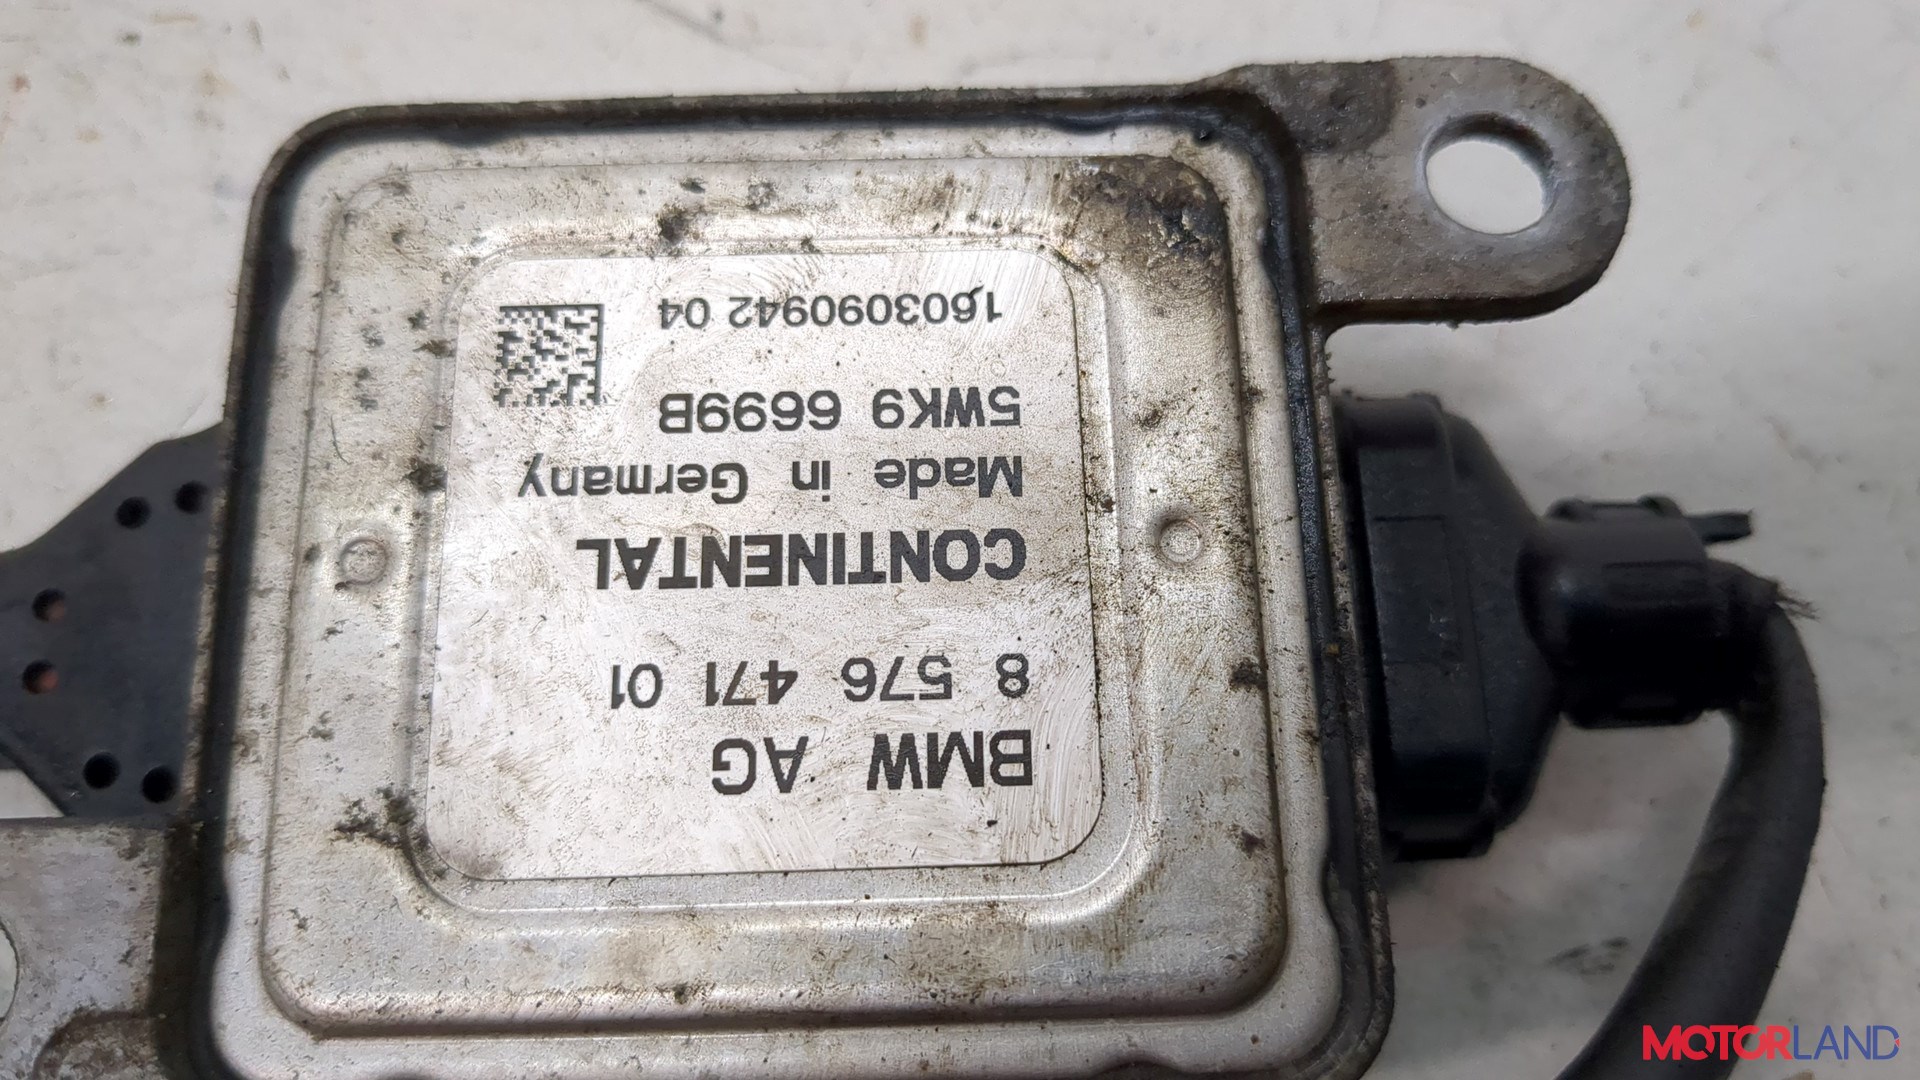 BMW AG
8 576 471 01
CONTINENTAL
Made in Germany
5WK9 6699B
1603090942 04
MOTORLAND